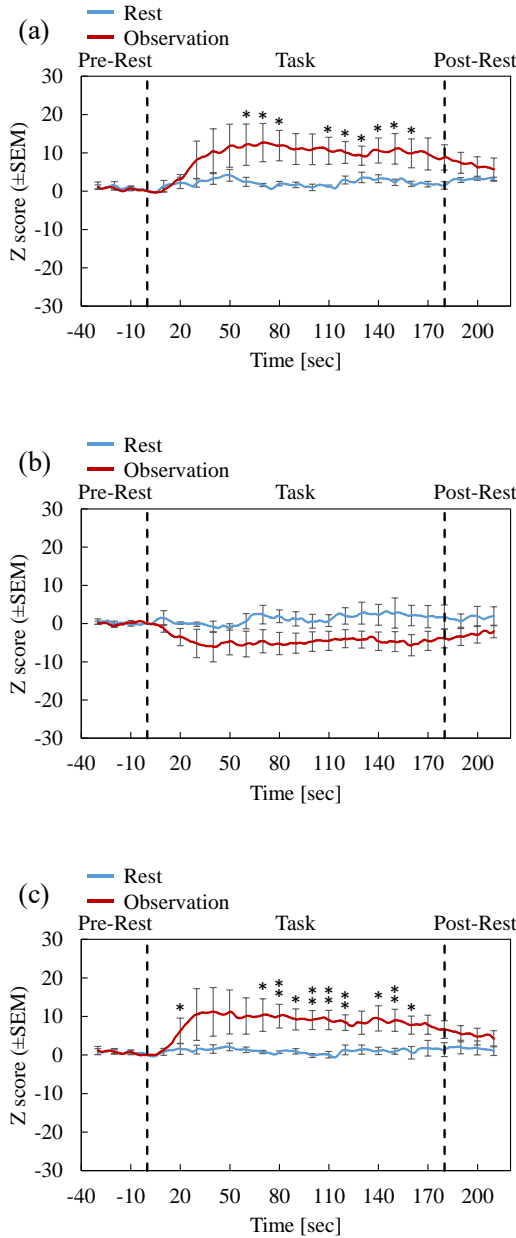 (a)
Rest
Observation
Pre-Rest Task Post-Rest
30
20
10
0
-10
-20
-30
Z score (±SEM)
* * * * * * * * *
-40 -10 20 50 80 110 140 170 200
Time [sec]
(b)
Rest
Observation
Pre-Rest Task Post-Rest
30
20
10
0
-10
-20
-30
Z score (±SEM)
-40 -10 20 50 80 110 140 170 200
Time [sec]
(c)
Rest
Observation
Pre-Rest Task Post-Rest
30
20
10
0
-10
-20
-30
Z score (±SEM)
* * ** * ** ** ** * ** *
-40 -10 20 50 80 110 140 170 200
Time [sec]